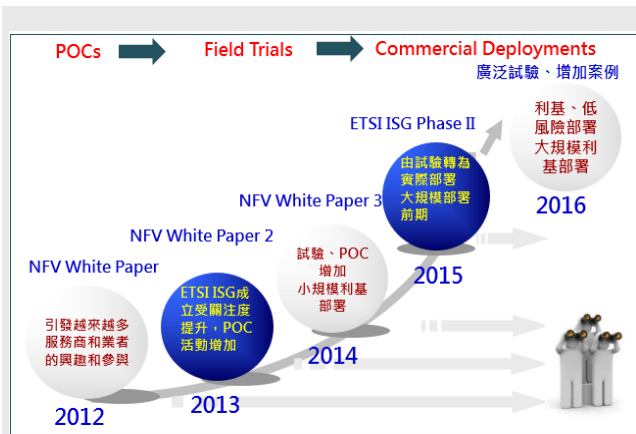 POCs
Field Trials
Commercial Deployments
廣泛試驗、增加案例
ETSI ISG Phase II
利基、低
風險部署
大規模利
基部署
2016
由試驗轉為
實際部署
大規模部署
前期
2015
NFV White Paper 3
試驗、POC
增加
小規模利基
部署
2014
NFV White Paper 2
ETSI ISG成
立受關注度
提升，POC
活動增加
2013
NFV White Paper
引發越來越多
服務商和業者
的興趣和參與
2012